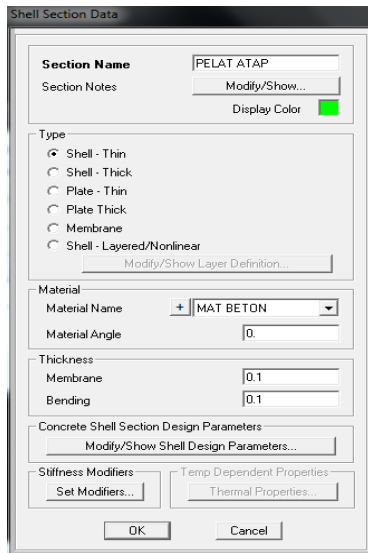 Shell Section Data
Section Name PELAT ATAP
Section Notes Modify/Show...
Display Color
Type
Shell - Thin
Shell - Thick
Plate - Thin
Plate Thick
Membrane
Shell - Layered/Nonlinear
Modify/Show Layer Definition...
Material
Material Name + MAT BETON
Material Angle 0.
Thickness
Membrane 0.1
Bending 0.1
Concrete Shell Section Design Parameters
Modify/Show Shell Design Parameters...
Stiffness Modifiers Temp Dependent Properties
Set Modifiers... Thermal Properties...
OK Cancel